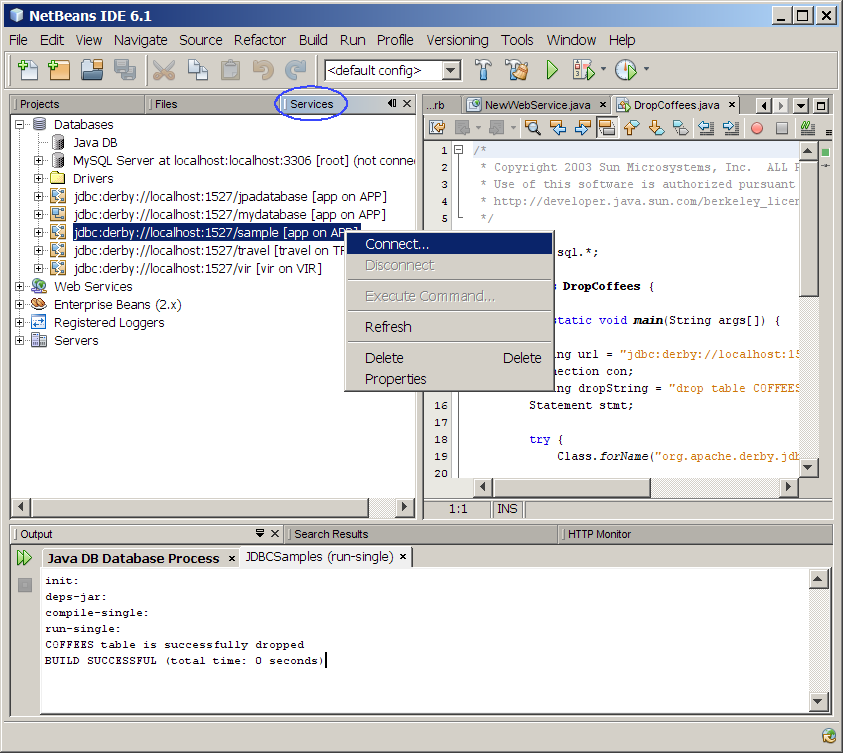 NetBeans IDE 6.1
File Edit View Navigate Source Refactor Build Run Profile Versioning Tools Window Help
<default config>
Projects Files Services
Databases
Java DB
MySQL Server at localhost:localhost:3306 [root] (not conne
Drivers
jdbc:derby://localhost:1527/jpadatabase [app on APP]
jdbc:derby://localhost:1527/mydatabase [app on APP]
jdbc:derby://localhost:1527/sample [app on APP]
jdbc:derby://localhost:1527/travel [travel on TR
jdbc:derby://localhost:1527/vir [vir on VIR]
Web Services
Enterprise Beans (2.x)
Registered Loggers
Servers
Connect...
Disconnect
Execute Command...
Refresh
Delete Delete
Properties
...rb NewWebService.java DropCoffees.java
1 /*
2 * Copyright 2003 Sun Microsystems, Inc. ALL
3 * Use of this software is authorized pursuant
4 * http://developer.java.sun.com/berkeley_licen
5 */
sql.*;
DropCoffees {
static void main(String args[]) {
ng url = "jdbc:derby://localhost:15
nection con;
ng dropString = "drop table COFFEES
16 Statement stmt;
17
18 try {
19 Class.forName("org.apache.derby.jdb
20
1:1 INS
Output Search Results HTTP Monitor
Java DB Database Process JDBCSamples (run-single)
init:
deps-jar:
compile-single:
run-single:
COFFEES table is successfully dropped
BUILD SUCCESSFUL (total time: 0 seconds)